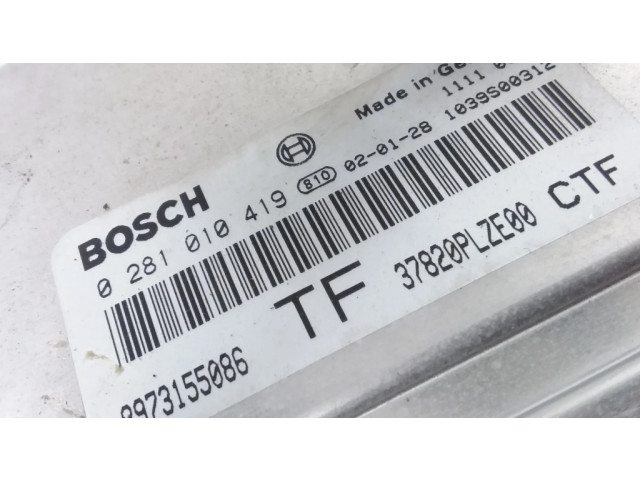 Made in
1111
BOSCH
0 281 010 419 810 02-01-28 1039S00312
TF 37820PLZE00 CTF
8973155086